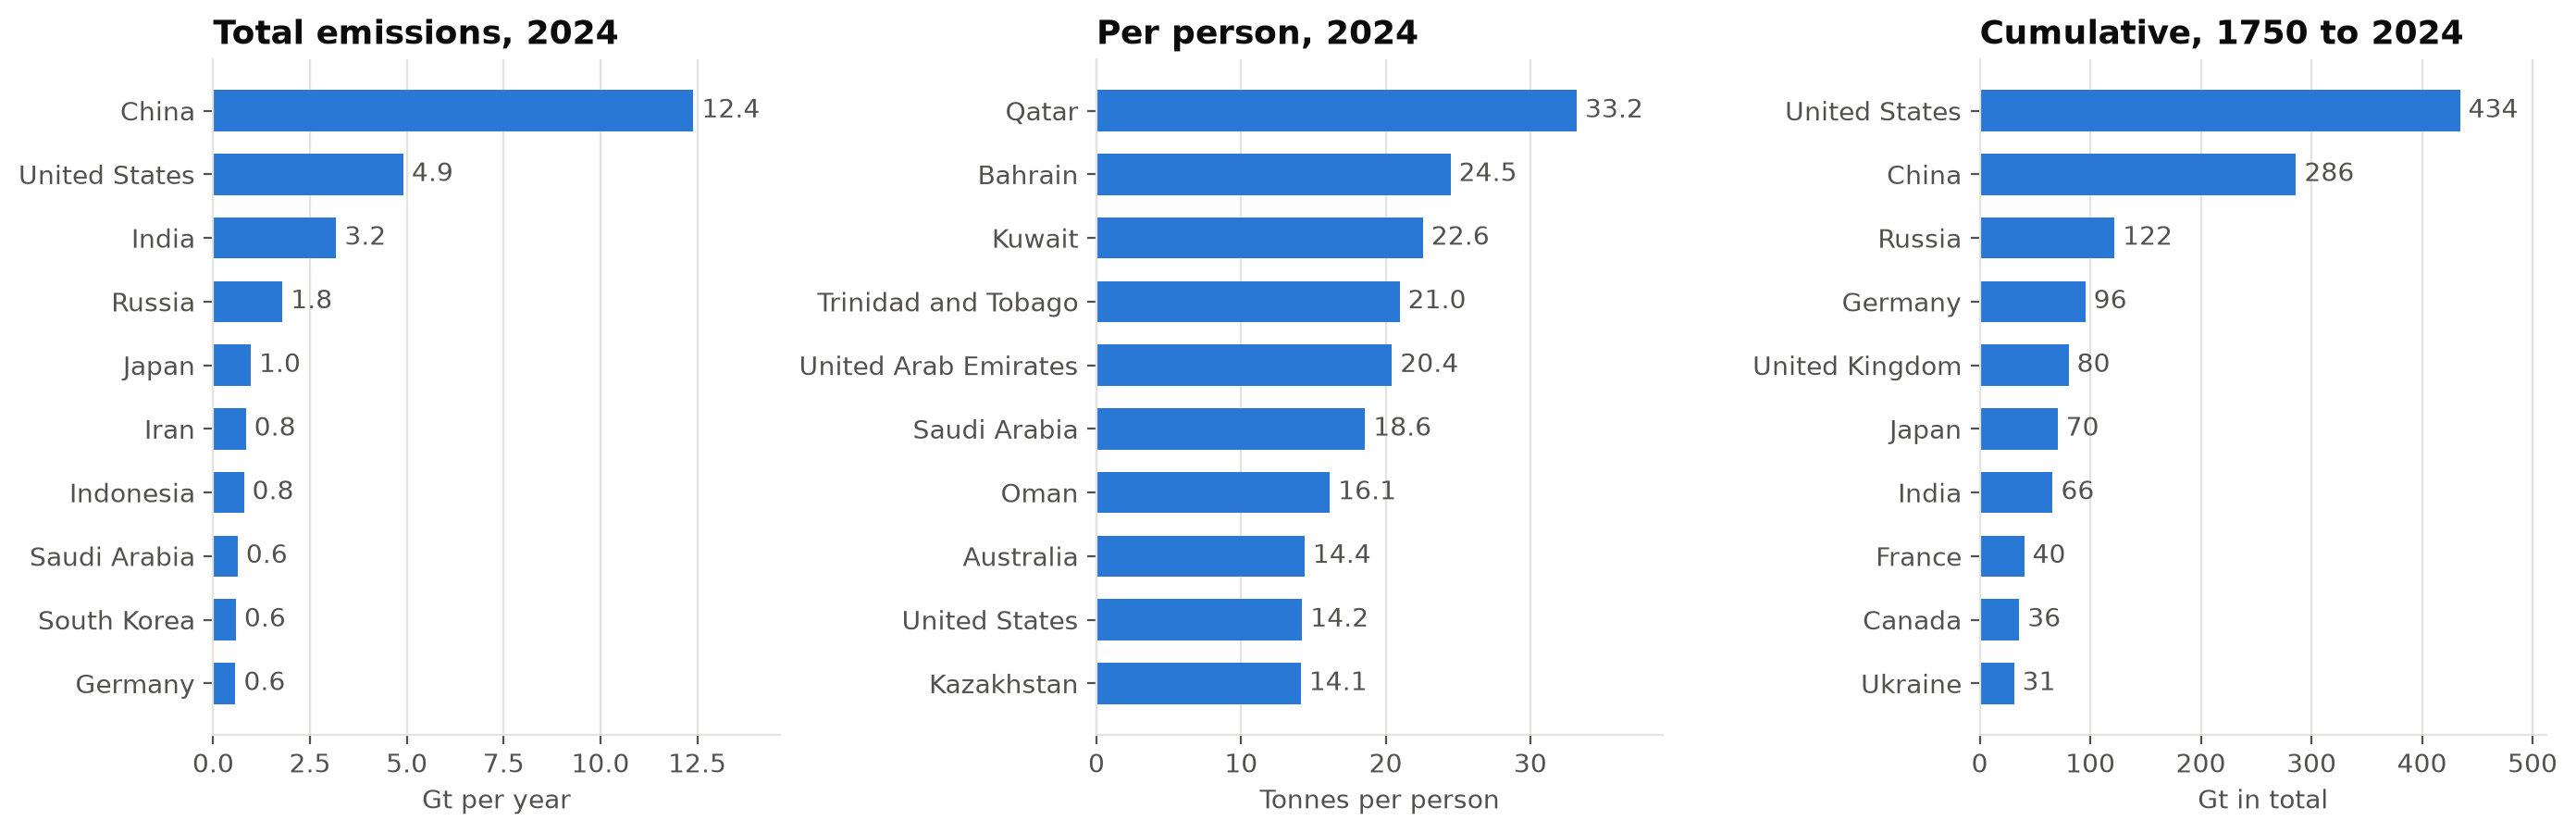 Total emissions, 2024
China 12.4
United States 4.9
India 3.2
Russia 1.8
Japan 1.0
Iran 0.8
Indonesia 0.8
Saudi Arabia 0.6
South Korea 0.6
Germany 0.6
0.0 2.5 5.0 7.5 10.0 12.5
Gt per year
Per person, 2024
Qatar 33.2
Bahrain 24.5
Kuwait 22.6
Trinidad and Tobago 21.0
United Arab Emirates 20.4
Saudi Arabia 18.6
Oman 16.1
Australia 14.4
United States 14.2
Kazakhstan 14.1
0 10 20 30
Tonnes per person
Cumulative, 1750 to 2024
United States 434
China 286
Russia 122
Germany 96
United Kingdom 80
Japan 70
India 66
France 40
Canada 36
Ukraine 31
0 100 200 300 400 500
Gt in total